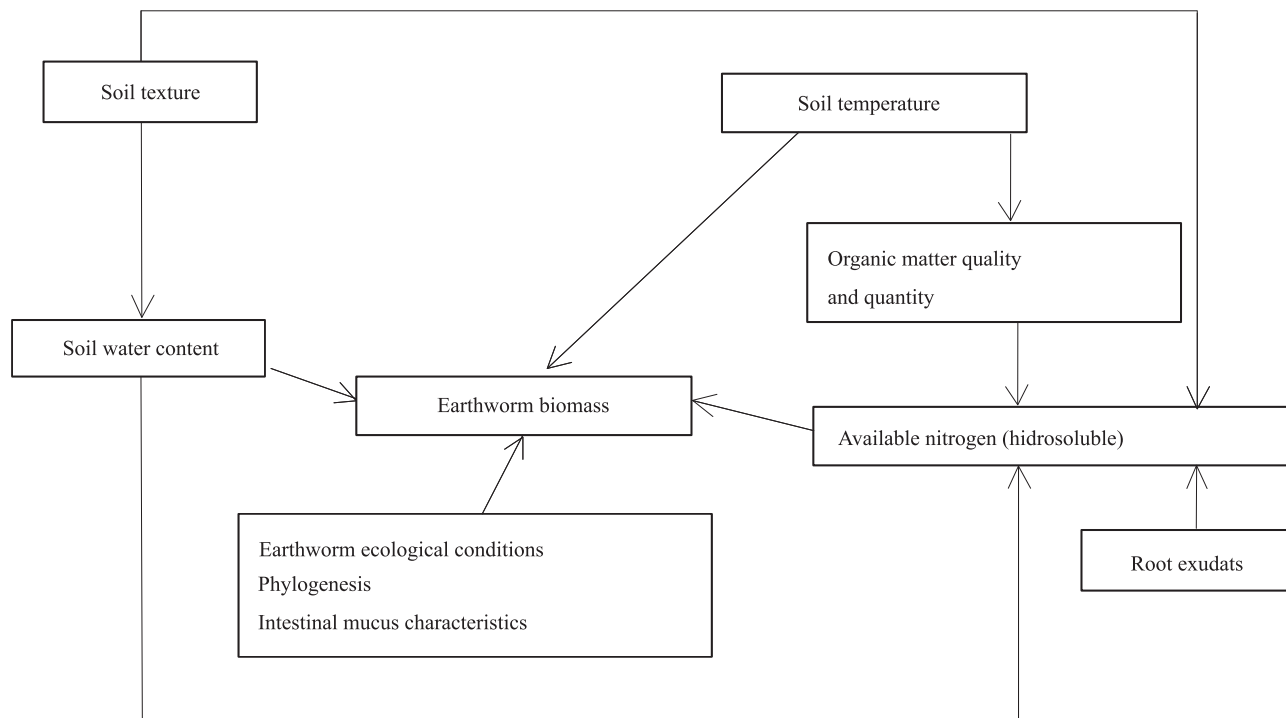 Soil texture
Soil temperature
Organic matter quality
and quantity
Soil water content
Earthworm biomass
Available nitrogen (hidrosoluble)
Earthworm ecological conditions
Phylogenesis
Intestinal mucus characteristics
Root exudats